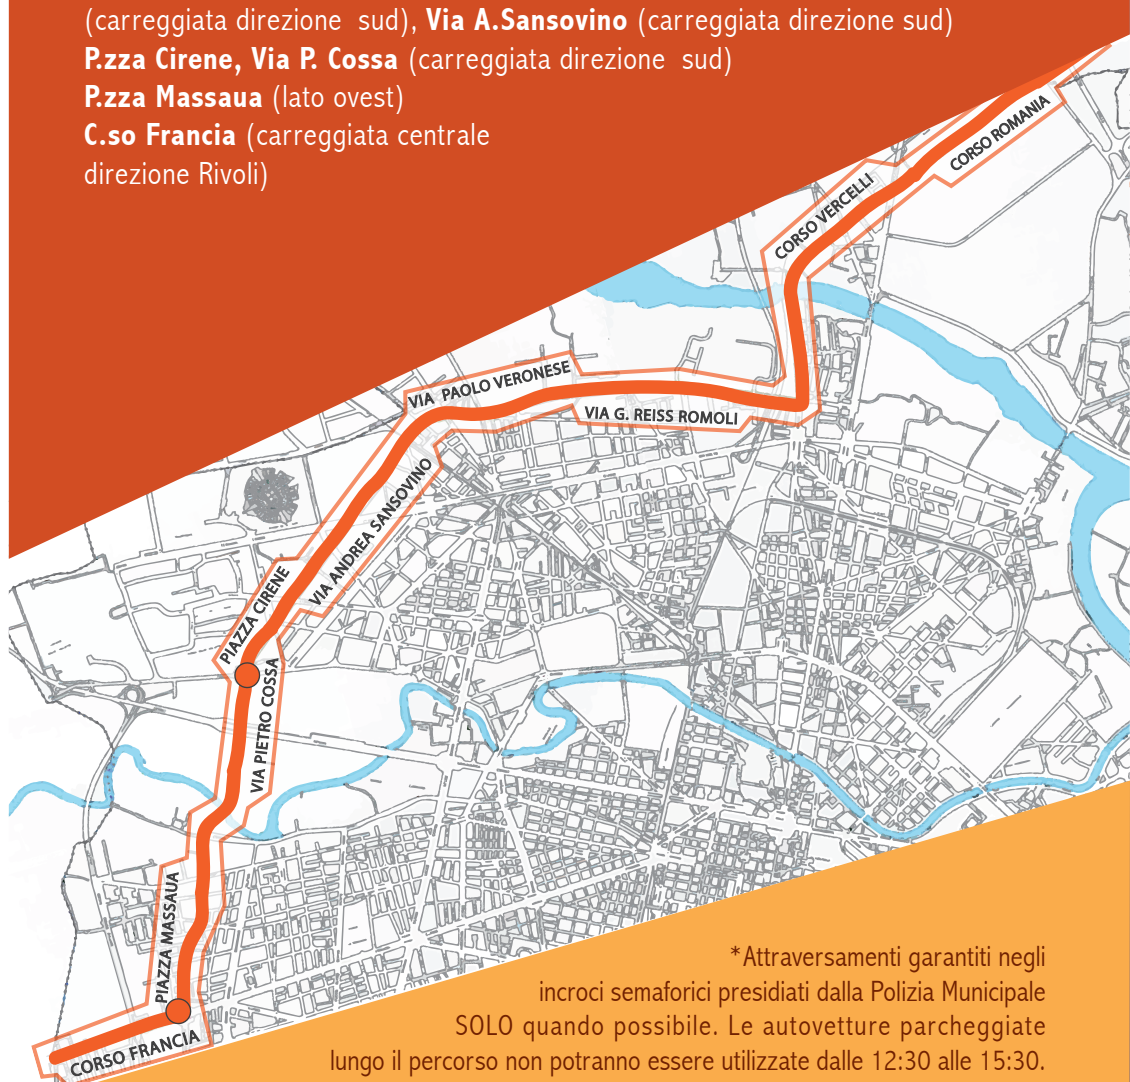 (carreggiata direzione sud), Via A.Sansovino (carreggiata direzione sud)
P.zza Cirene, Via P. Cossa (carreggiata direzione sud)
P.zza Massaua (lato ovest)
C.so Francia (carreggiata centrale
direzione Rivoli)
CORSO ROMANIA
CORSO VERCELLI
VIA PAOLO VERONESE
VIA G. REISS ROMOLI
VIA ANDREA SANSOVINO
PIAZZA CIRENE
VIA PIETRO COSSA
PIAZZA MASSAUA
CORSO FRANCIA
*Attraversamenti garantiti negli
incroci semaforici presidiati dalla Polizia Municipale
SOLO quando possibile. Le autovetture parcheggiate
lungo il percorso non potranno essere utilizzate dalle 12:30 alle 15:30.